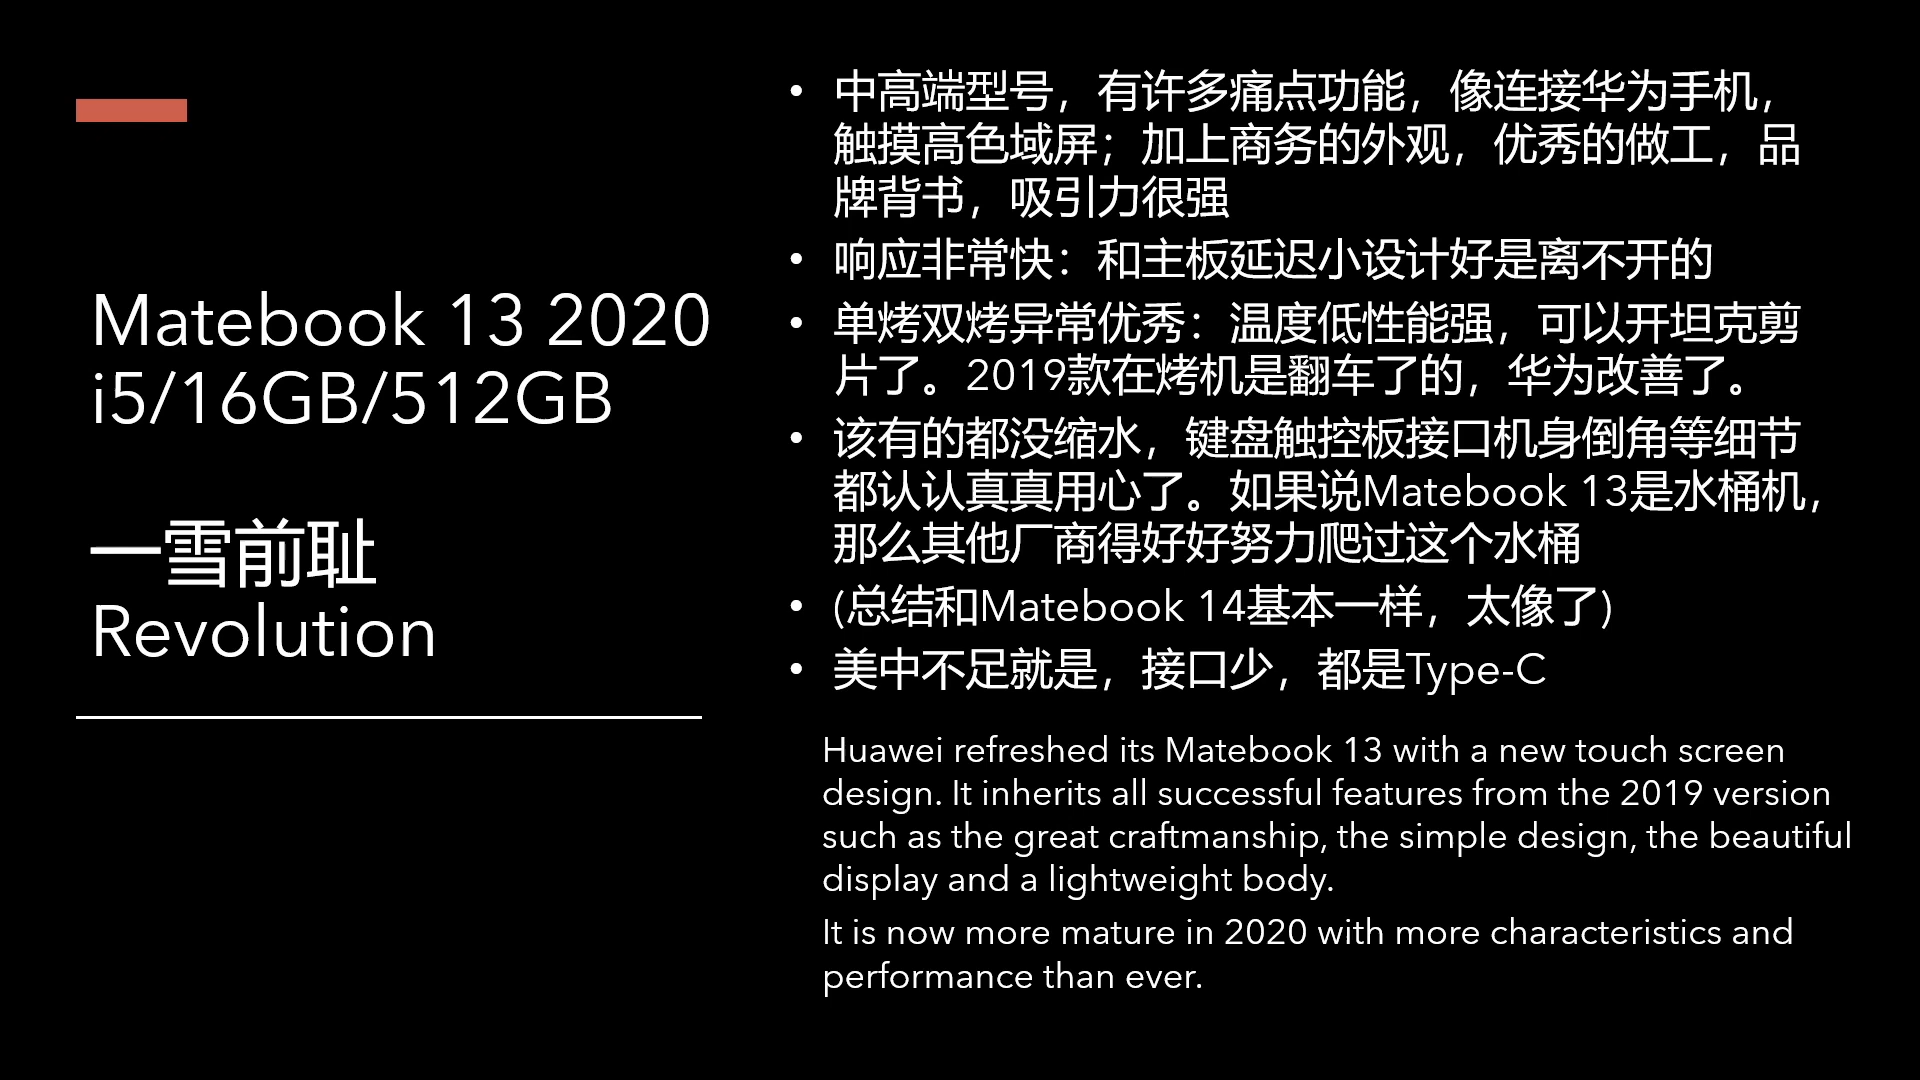 Matebook 13 2020
i5/16GB/512GB
一雪前耻
Revolution
• 中高端型号，有许多痛点功能，像连接华为手机，
触摸高色域屏；加上商务的外观，优秀的做工，品
牌背书，吸引力很强
• 响应非常快：和主板延迟小设计好是离不开的
• 单烤双烤异常优秀：温度低性能强，可以开坦克剪
片了。2019款在烤机是翻车了的，华为改善了。
• 该有的都没缩水，键盘触控板接口机身倒角等细节
都认认真真用心了。如果说Matebook 13是水桶机，
那么其他厂商得好好努力爬过这个水桶
• (总结和Matebook 14基本一样，太像了)
• 美中不足就是，接口少，都是Type-C
Huawei refreshed its Matebook 13 with a new touch screen
design. It inherits all successful features from the 2019 version
such as the great craftmanship, the simple design, the beautiful
display and a lightweight body.
It is now more mature in 2020 with more characteristics and
performance than ever.